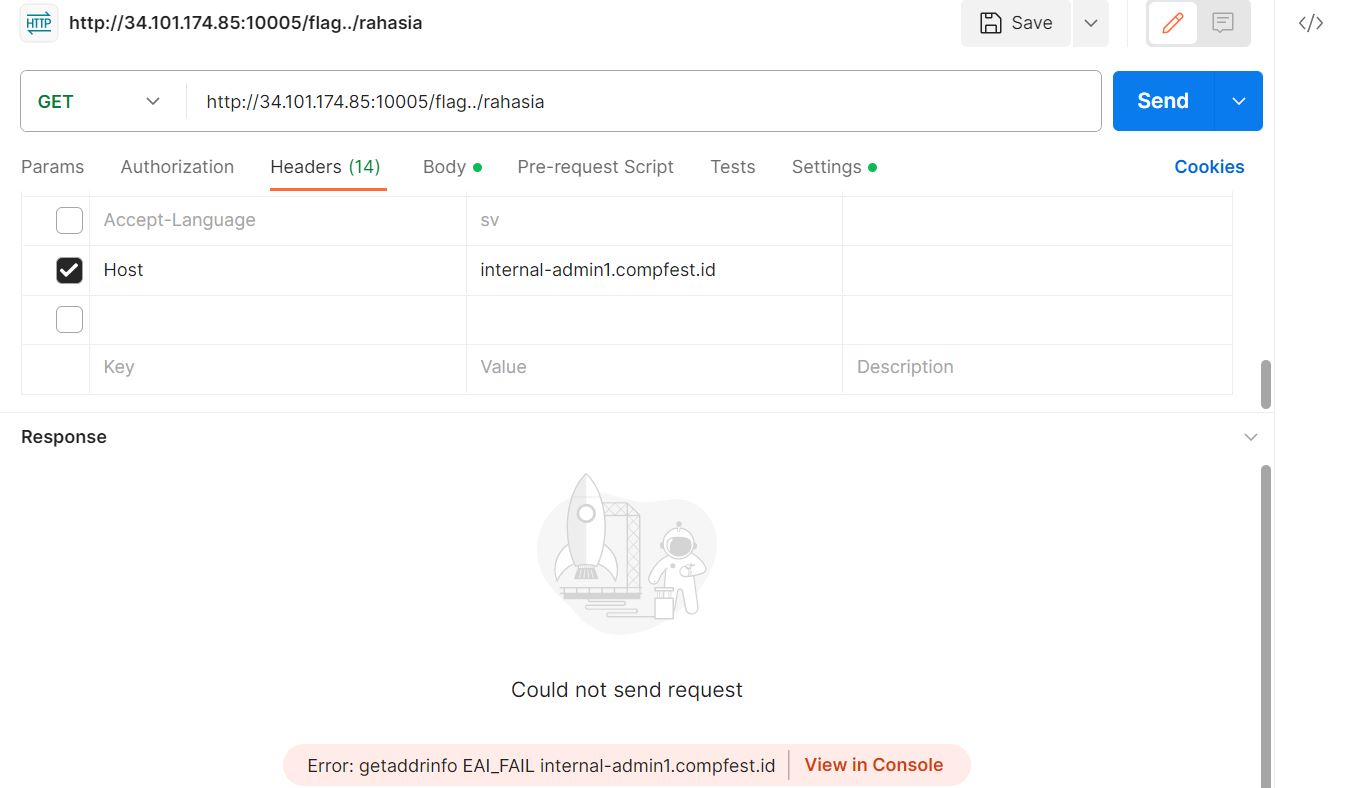 HTTP http://34.101.174.85:10005/flag../rahasia Save </>
GET http://34.101.174.85:10005/flag../rahasia Send
Params Authorization Headers (14) Body Pre-request Script Tests Settings Cookies
Accept-Language sv
Host internal-admin1.compfest.id
Key Value Description
Response
Could not send request
Error: getaddrinfo EAI_FAIL internal-admin1.compfest.id View in Console